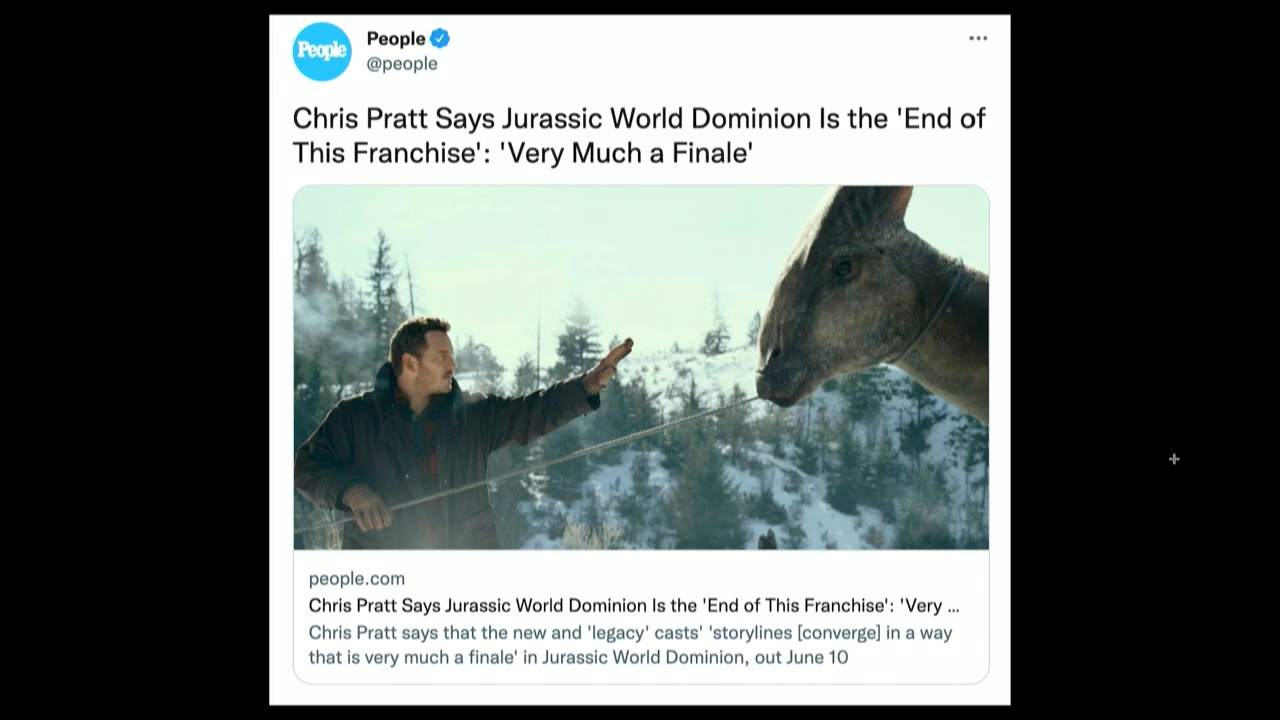 People
People
@people
Chris Pratt Says Jurassic World Dominion Is the 'End of
This Franchise': 'Very Much a Finale'
people.com
Chris Pratt Says Jurassic World Dominion Is the 'End of This Franchise': 'Very ...
Chris Pratt says that the new and 'legacy' casts' 'storylines [converge] in a way
that is very much a finale' in Jurassic World Dominion, out June 10